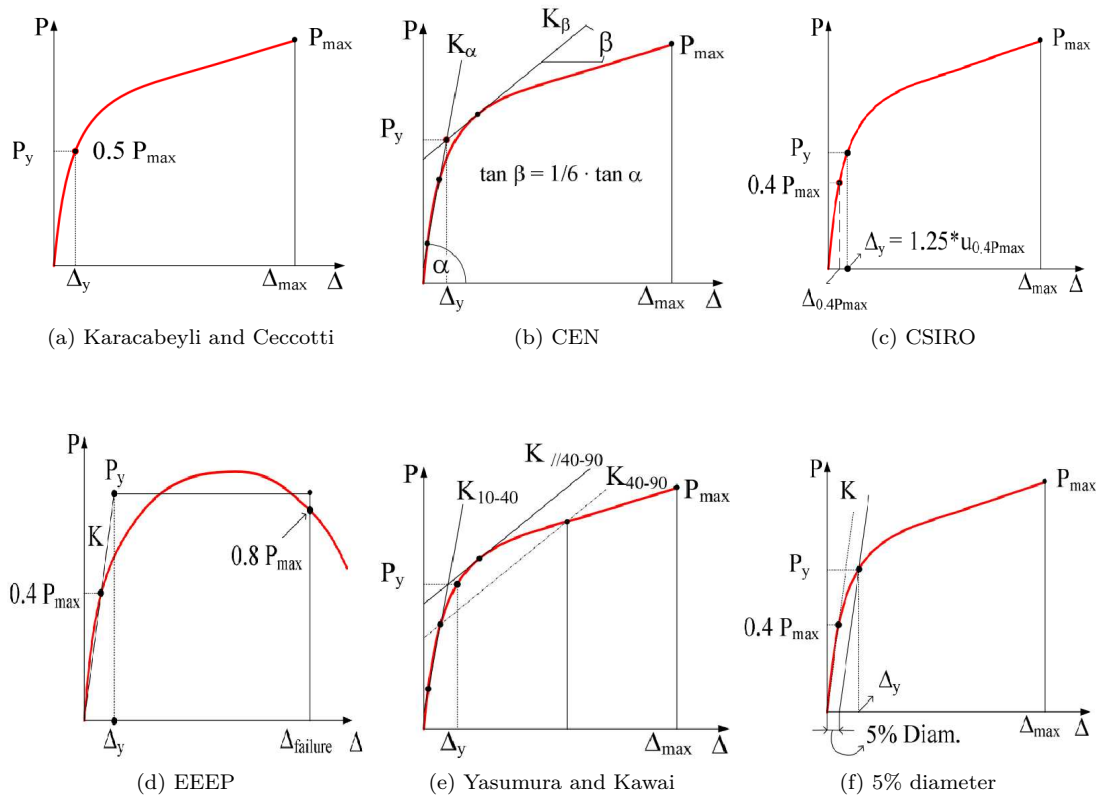 P
P_max
P_y
0.5 P_max
Δ_y
Δ_max
Δ
(a) Karacabeyli and Ceccotti
P
K_α
K_β
β
P_max
P_y
tan β = 1/6 · tan α
α
Δ_y
Δ_max
Δ
(b) CEN
P
P_max
P_y
0.4 P_max
Δ_y = 1.25*u_0.4Pmax
Δ_0.4Pmax
Δ_max
Δ
(c) CSIRO
P
P_y
K
0.8 P_max
0.4 P_max
Δ_y
Δ_failure
Δ
(d) EEEP
P
K_10-40
K_//40-90
K_40-90
P_max
P_y
Δ_y
Δ_max
Δ
(e) Yasumura and Kawai
P
K
P_max
P_y
0.4 P_max
Δ_y
5% Diam.
Δ_max
Δ
(f) 5% diameter